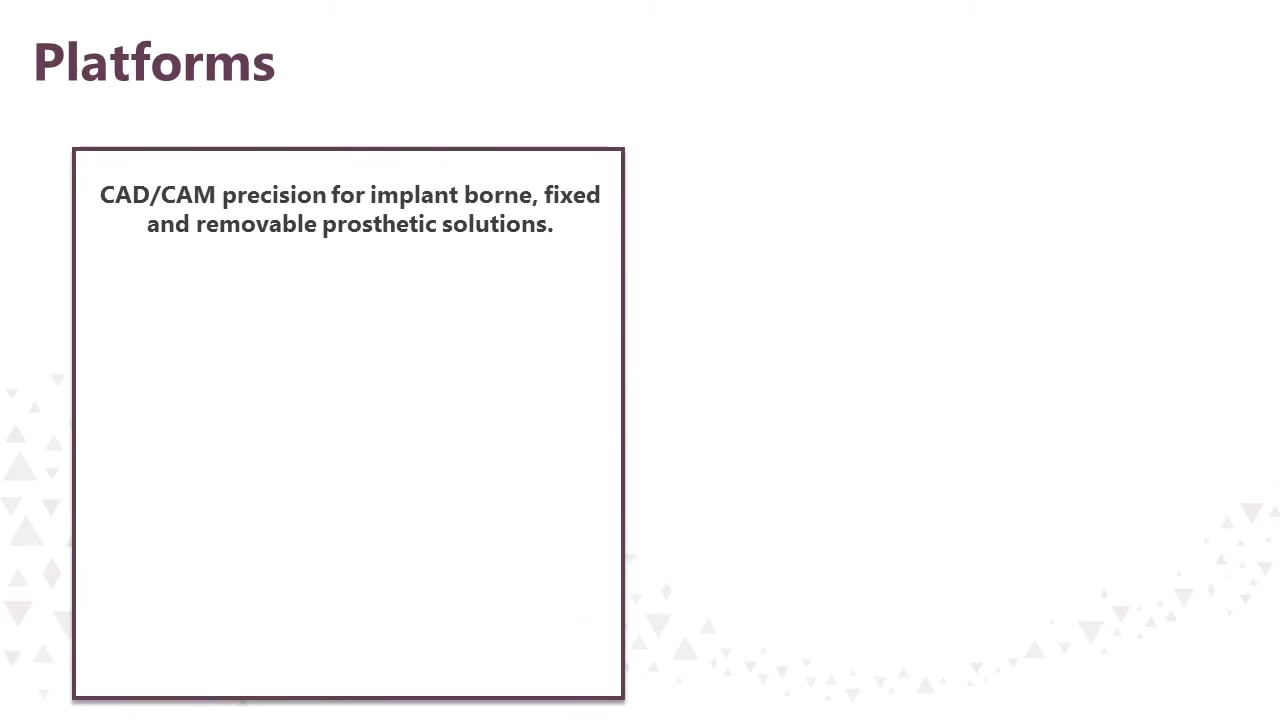 Platforms
CAD/CAM precision for implant borne, fixed
and removable prosthetic solutions.